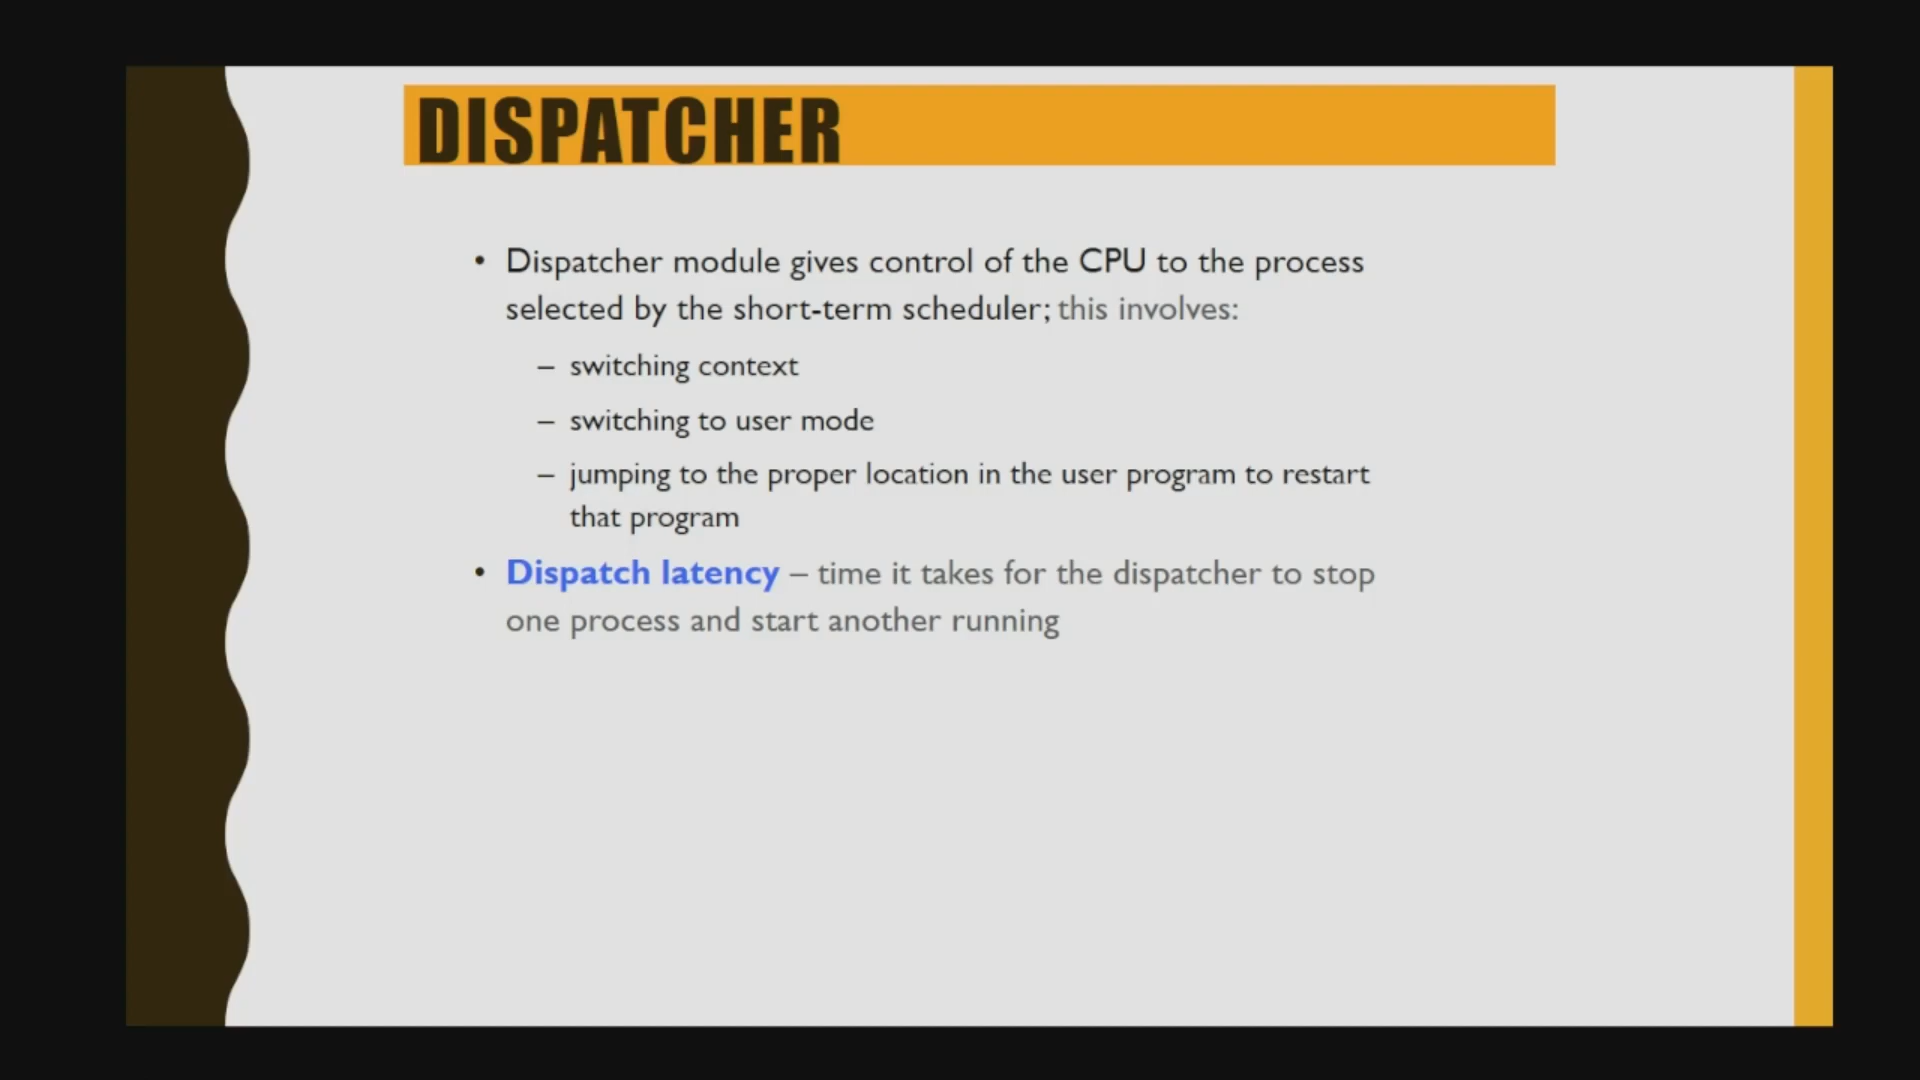 DISPATCHER
• Dispatcher module gives control of the CPU to the process
selected by the short-term scheduler; this involves:
– switching context
– switching to user mode
– jumping to the proper location in the user program to restart
that program
• Dispatch latency – time it takes for the dispatcher to stop
one process and start another running